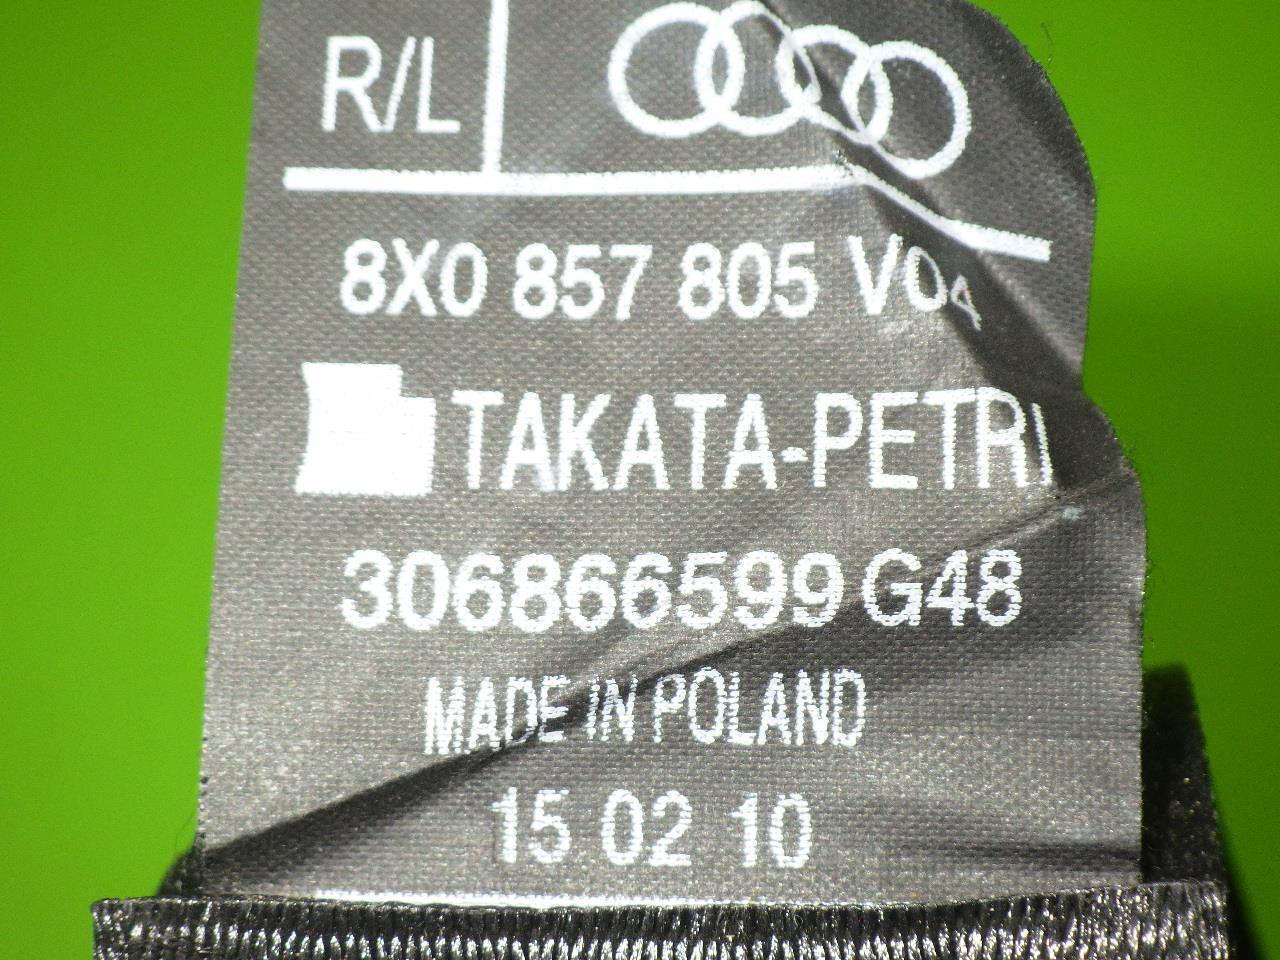 R/L
8X0 857 805 V04
TAKATA-PETRI
306866599 G48
MADE IN POLAND
15 02 10